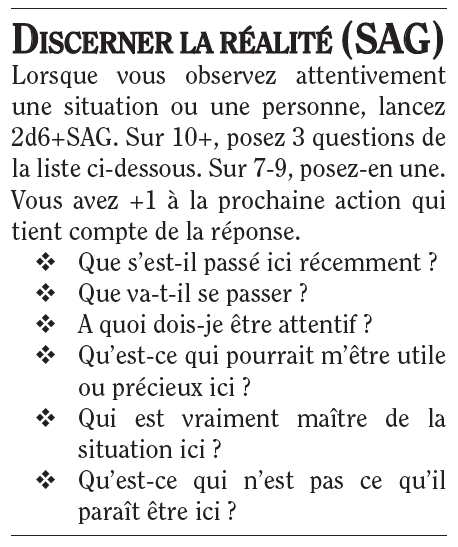 DISCERNER LA RÉALITÉ (SAG)
Lorsque vous observez attentivement
une situation ou une personne, lancez
2d6+SAG. Sur 10+, posez 3 questions de
la liste ci-dessous. Sur 7-9, posez-en une.
Vous avez +1 à la prochaine action qui
tient compte de la réponse.
❖ Que s'est-il passé ici récemment ?
❖ Que va-t-il se passer ?
❖ A quoi dois-je être attentif ?
❖ Qu'est-ce qui pourrait m'être utile
ou précieux ici ?
❖ Qui est vraiment maître de la
situation ici ?
❖ Qu'est-ce qui n'est pas ce qu'il
paraît être ici ?